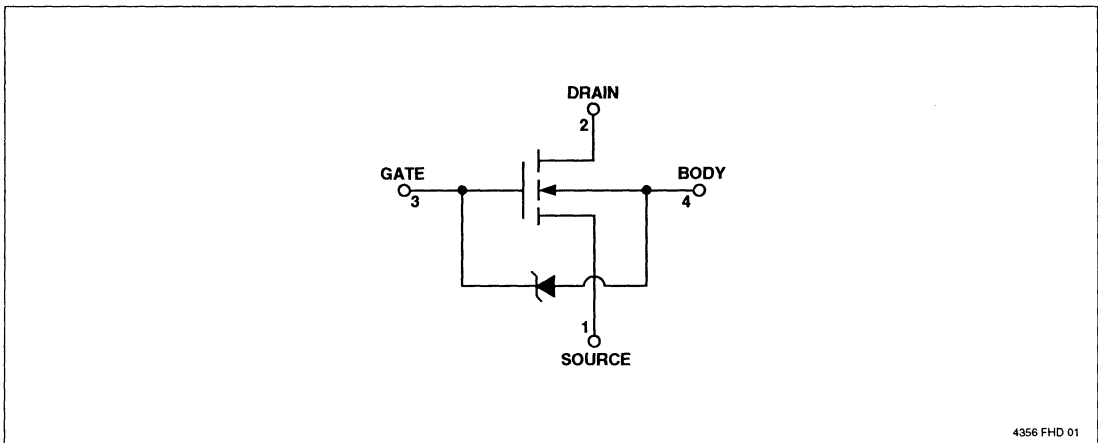 DRAIN
2
GATE
3
BODY
4
1
SOURCE
4356 FHD 01